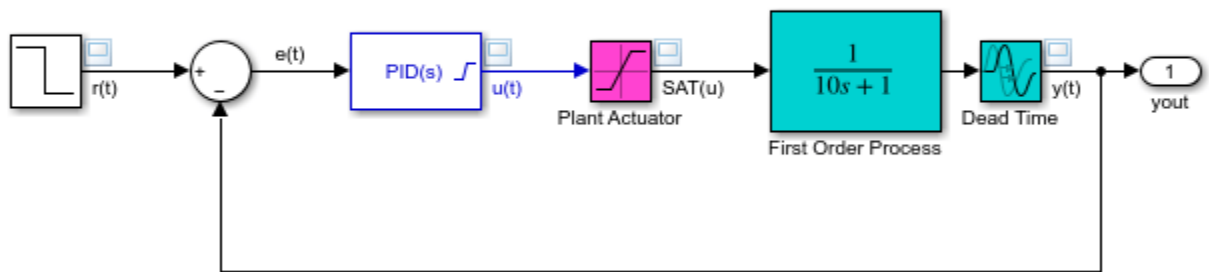 r(t)
+
−
e(t)
PID(s)
u(t)
Plant Actuator
SAT(u)
1
10s + 1
First Order Process
Dead Time
y(t)
1
yout